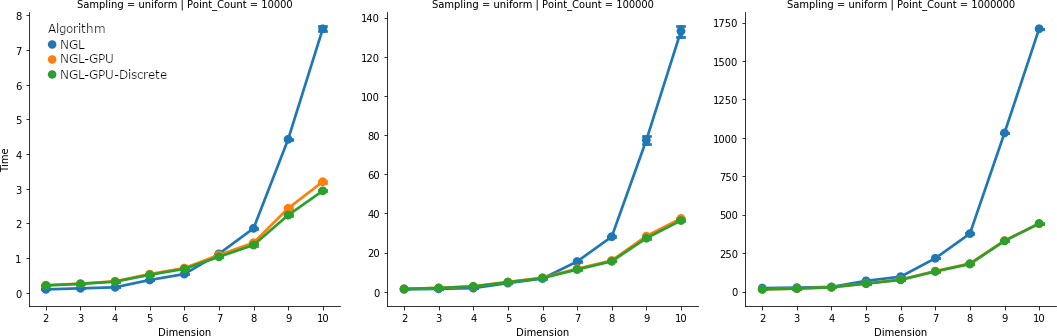 Sampling = uniform | Point_Count = 10000
Sampling = uniform | Point_Count = 100000
Sampling = uniform | Point_Count = 1000000
Algorithm
NGL
NGL-GPU
NGL-GPU-Discrete
Time
8
7
6
5
4
3
2
1
0
2 3 4 5 6 7 8 9 10
Dimension
140
120
100
80
60
40
20
0
2 3 4 5 6 7 8 9 10
Dimension
1750
1500
1250
1000
750
500
250
0
2 3 4 5 6 7 8 9 10
Dimension